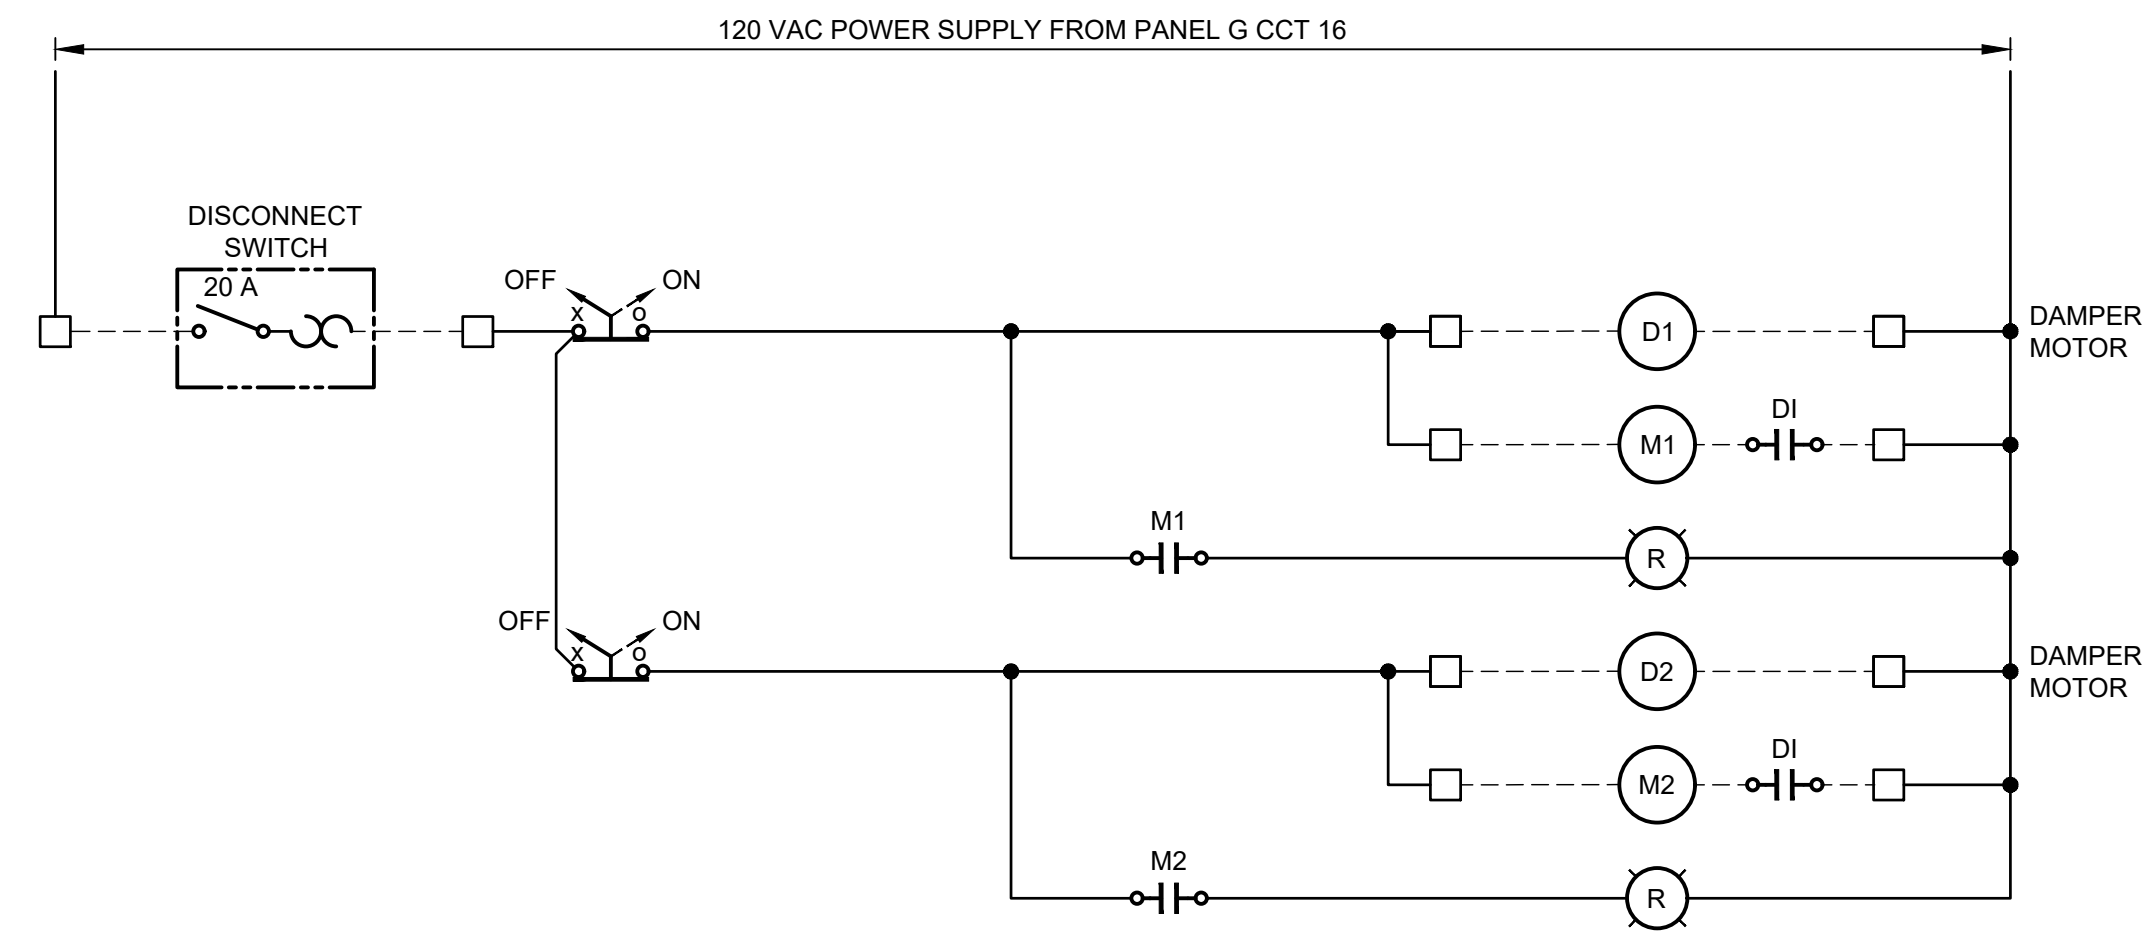 120 VAC POWER SUPPLY FROM PANEL G CCT 16
DISCONNECT
SWITCH
20 A
OFF
ON
x
o
D1
DAMPER
MOTOR
M1
DI
M1
R
OFF
ON
x
o
D2
DAMPER
MOTOR
M2
DI
M2
R